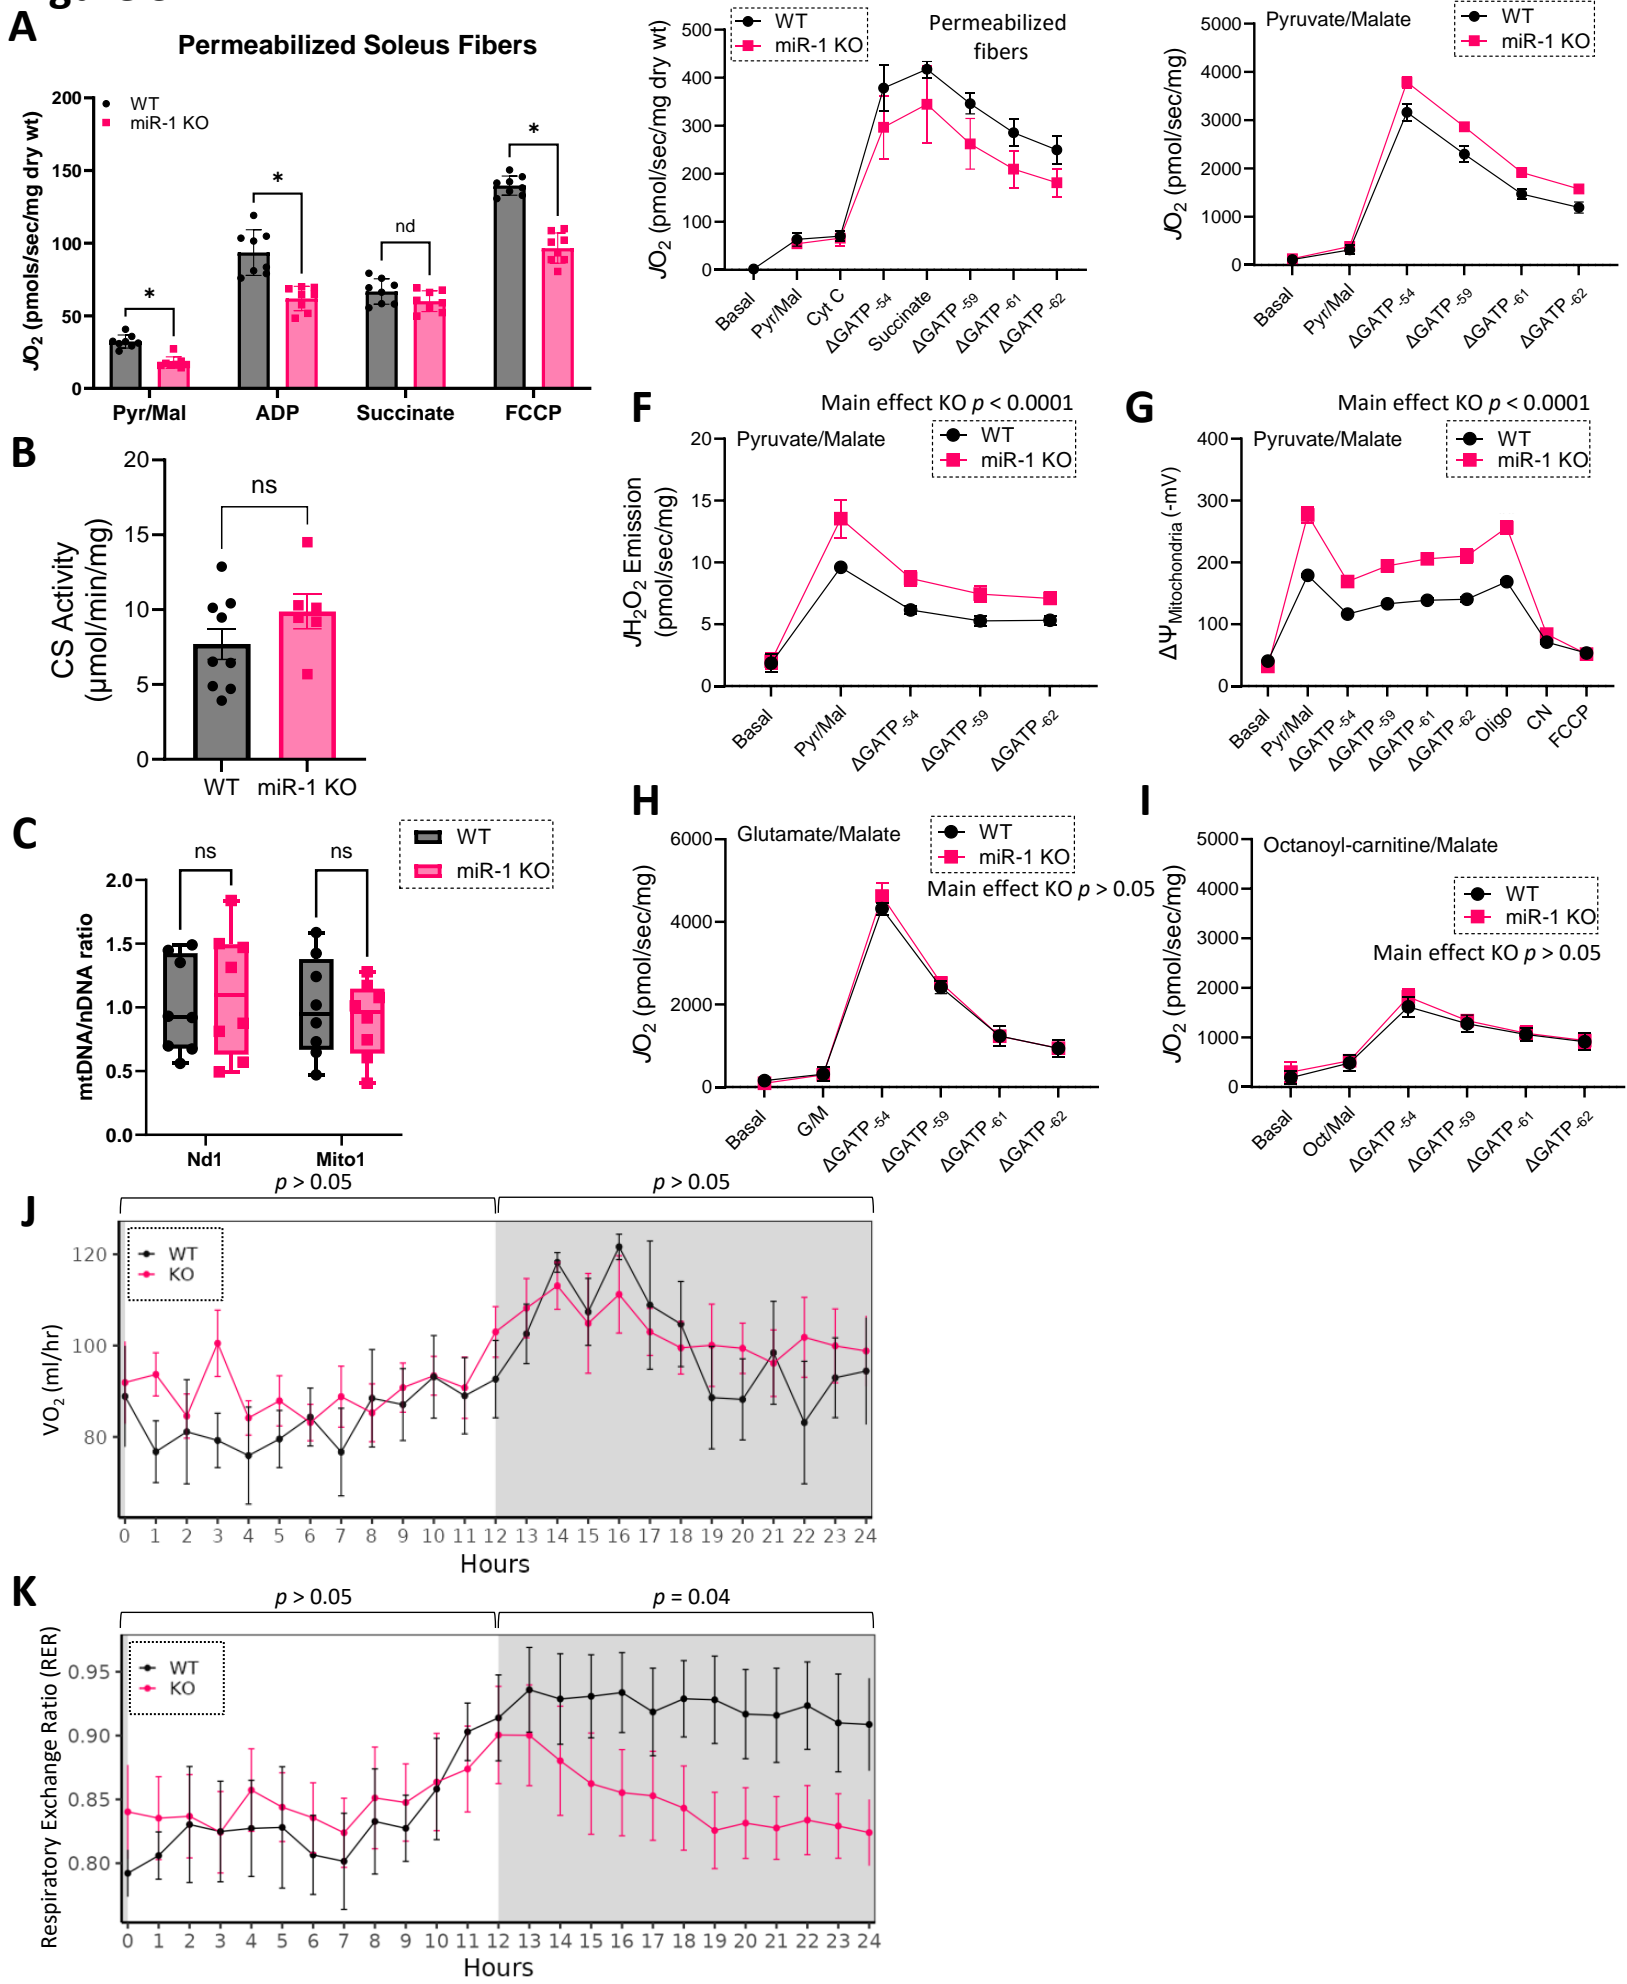 A
Permeabilized Soleus Fibers
WT
miR-1 KO
JO2 (pmols/sec/mg dry wt)
200
150
100
50
0
*
*
nd
*
Pyr/Mal
ADP
Succinate
FCCP
WT
miR-1 KO
Permeabilized
fibers
JO2 (pmol/sec/mg dry wt)
500
400
300
200
100
0
Basal
Pyr/Mal
Cyt C
ΔGATP -54
Succinate
ΔGATP -59
ΔGATP -61
ΔGATP -62
Pyruvate/Malate
WT
miR-1 KO
JO2 (pmol/sec/mg)
5000
4000
3000
2000
1000
0
Basal
Pyr/Mal
ΔGATP -54
ΔGATP -59
ΔGATP -61
ΔGATP -62
B
CS Activity
(μmol/min/mg)
20
15
10
5
0
ns
WT
miR-1 KO
F
Main effect KO p < 0.0001
Pyruvate/Malate
WT
miR-1 KO
JH2O2 Emission
(pmol/sec/mg)
20
15
10
5
0
Basal
Pyr/Mal
ΔGATP -54
ΔGATP -59
ΔGATP -62
G
Main effect KO p < 0.0001
Pyruvate/Malate
WT
miR-1 KO
ΔΨMitochondria (-mV)
400
300
200
100
0
Basal
Pyr/Mal
ΔGATP -54
ΔGATP -59
ΔGATP -61
ΔGATP -62
Oligo
CN
FCCP
C
WT
miR-1 KO
mtDNA/nDNA ratio
2.0
1.5
1.0
0.5
0.0
ns
ns
Nd1
Mito1
H
Glutamate/Malate
WT
miR-1 KO
Main effect KO p > 0.05
JO2 (pmol/sec/mg)
6000
4000
2000
0
Basal
G/M
ΔGATP -54
ΔGATP -59
ΔGATP -61
ΔGATP -62
I
Octanoyl-carnitine/Malate
WT
miR-1 KO
Main effect KO p > 0.05
JO2 (pmol/sec/mg)
5000
4000
3000
2000
1000
0
Basal
Oct/Mal
ΔGATP -54
ΔGATP -59
ΔGATP -61
ΔGATP -62
J
p > 0.05
p > 0.05
WT
KO
VO2 (ml/hr)
120
100
80
0 1 2 3 4 5 6 7 8 9 10 11 12 13 14 15 16 17 18 19 20 21 22 23 24
Hours
K
p > 0.05
p = 0.04
WT
KO
Respiratory Exchange Ratio (RER)
0.95
0.90
0.85
0.80
0 1 2 3 4 5 6 7 8 9 10 11 12 13 14 15 16 17 18 19 20 21 22 23 24
Hours